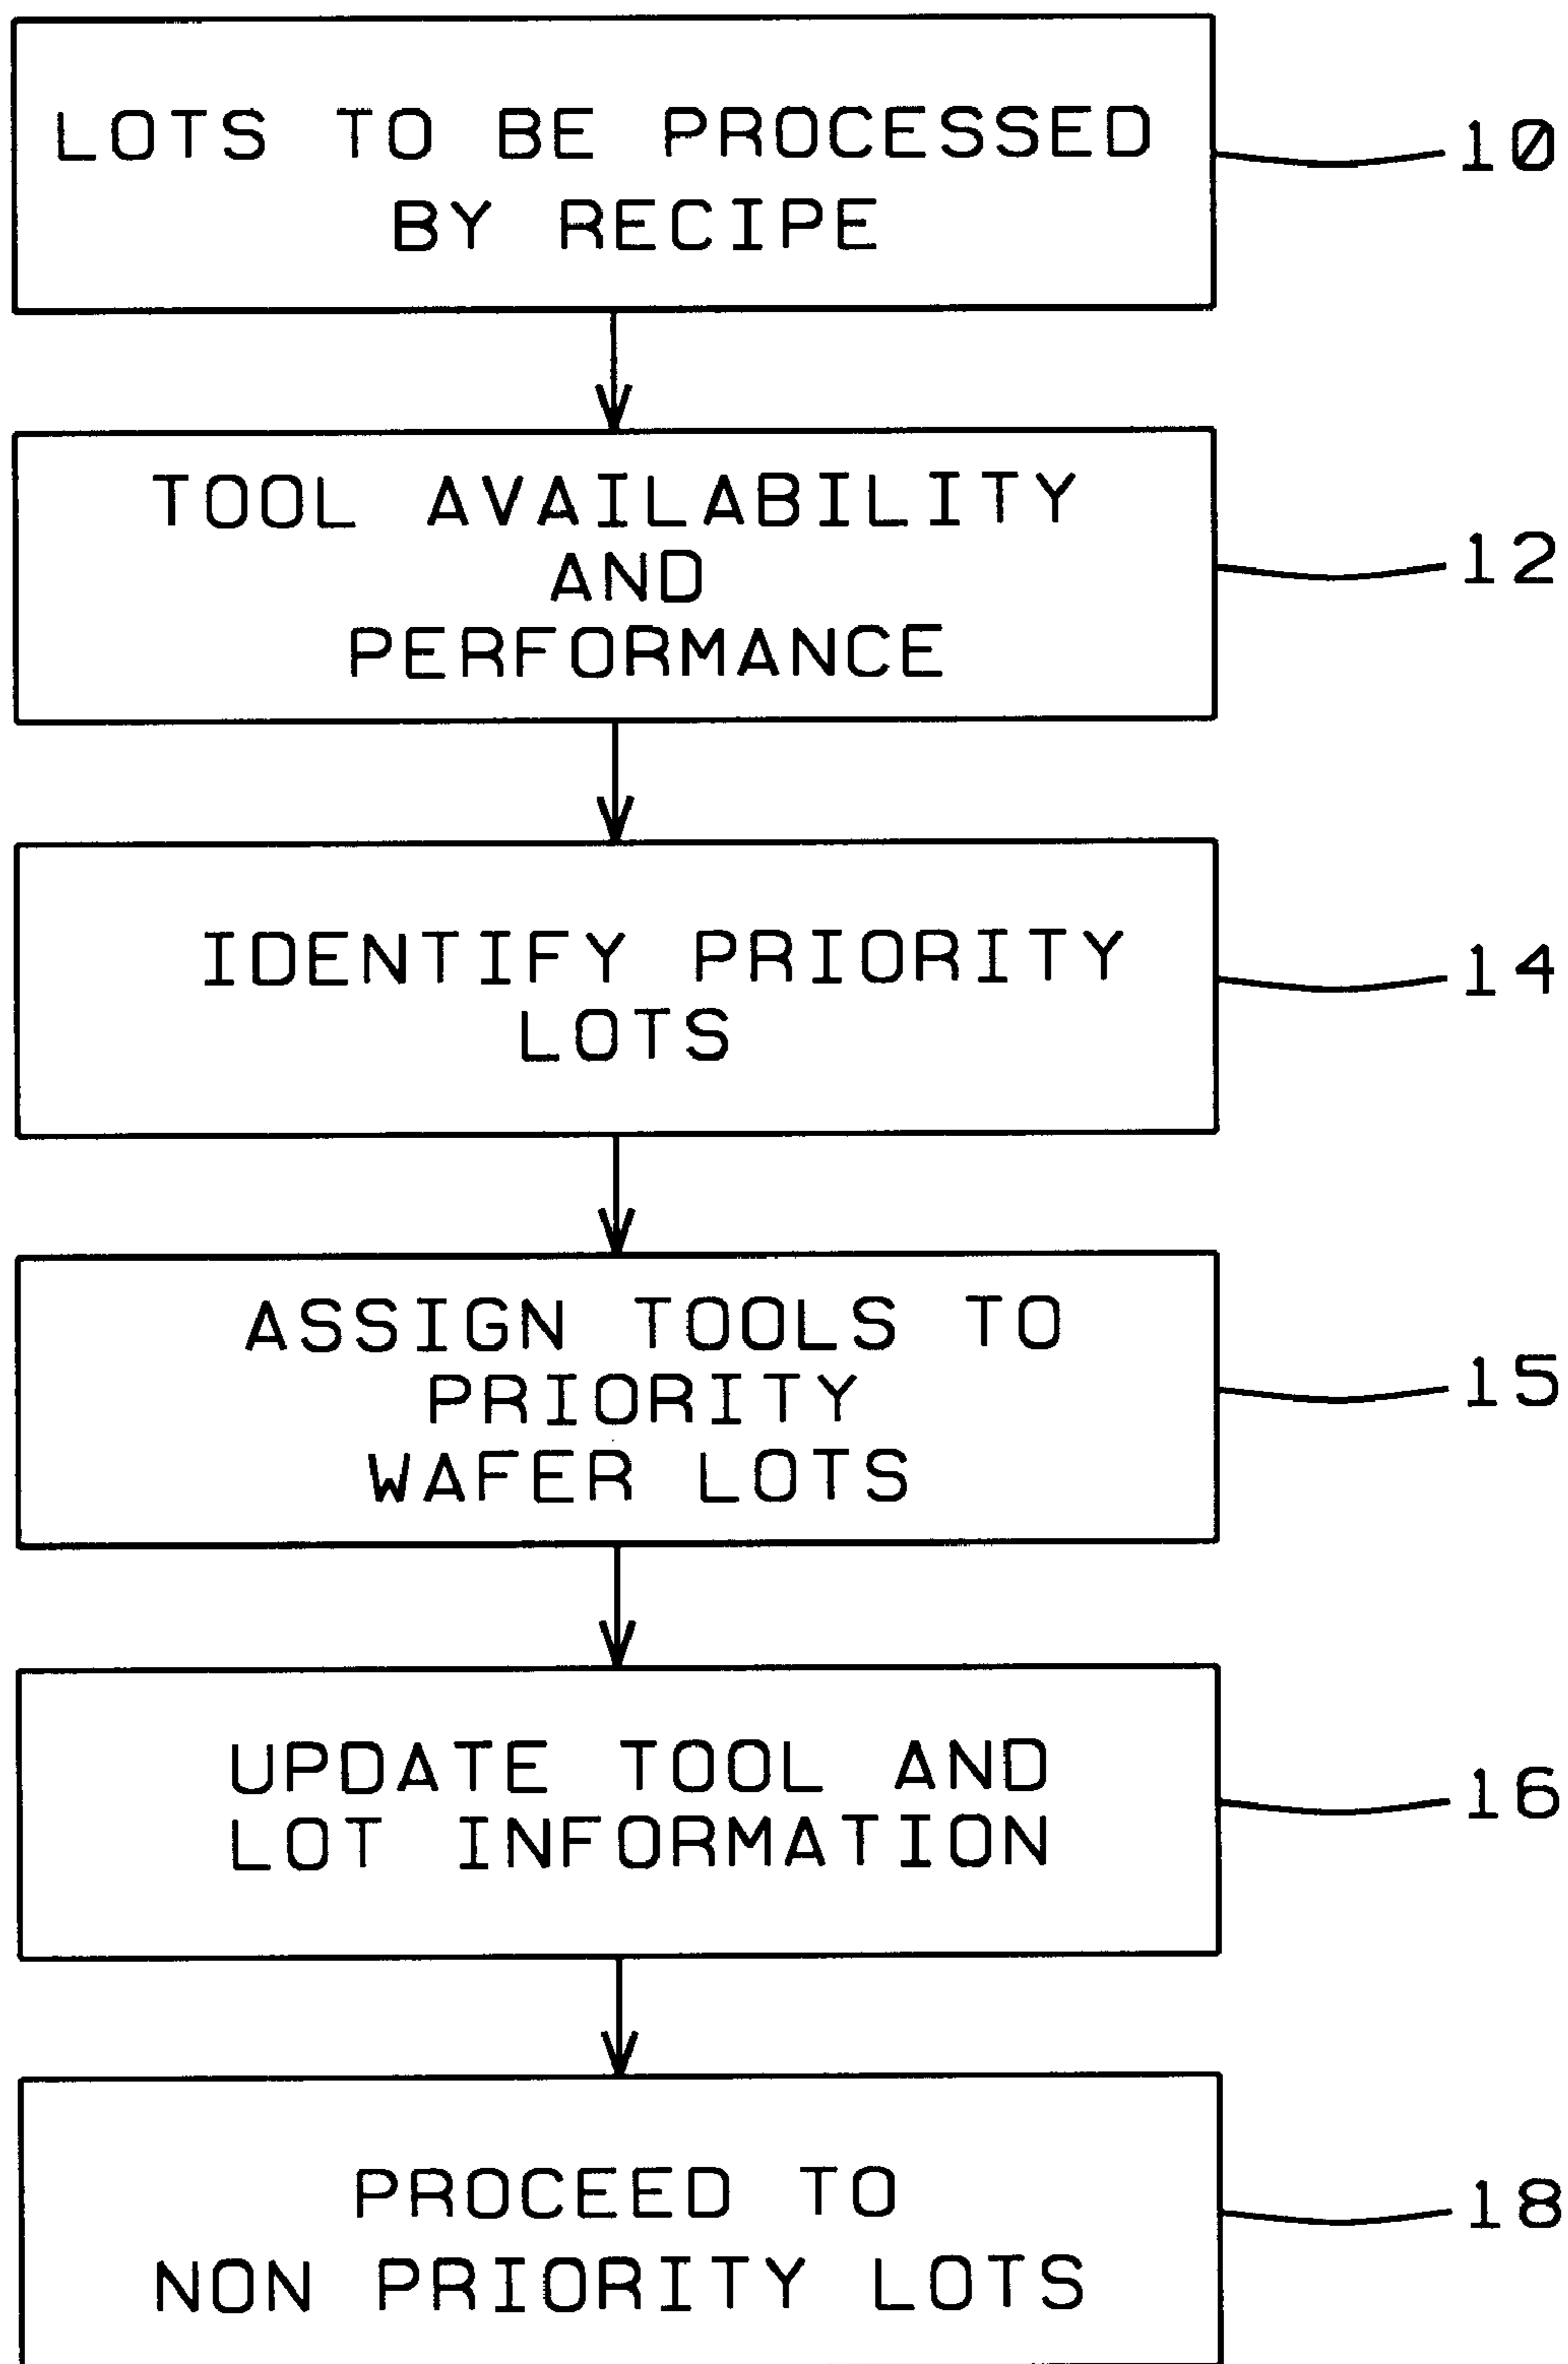 LOTS TO BE PROCESSED
BY RECIPE
10
TOOL AVAILABILITY
AND
PERFORMANCE
12
IDENTIFY PRIORITY
LOTS
14
ASSIGN TOOLS TO
PRIORITY
WAFER LOTS
15
UPDATE TOOL AND
LOT INFORMATION
16
PROCEED TO
NON PRIORITY LOTS
18